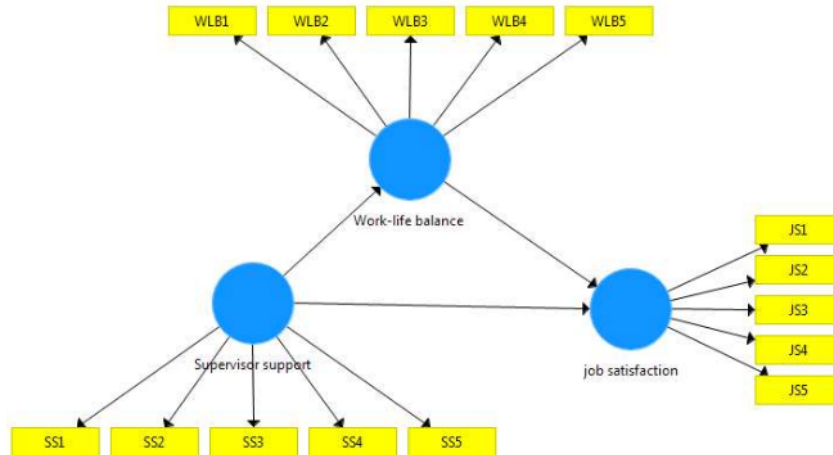 WLB1 WLB2 WLB3 WLB4 WLB5
Work-life balance
JS1
JS2
JS3
JS4
JS5
Supervisor support
job satisfaction
SS1 SS2 SS3 SS4 SS5